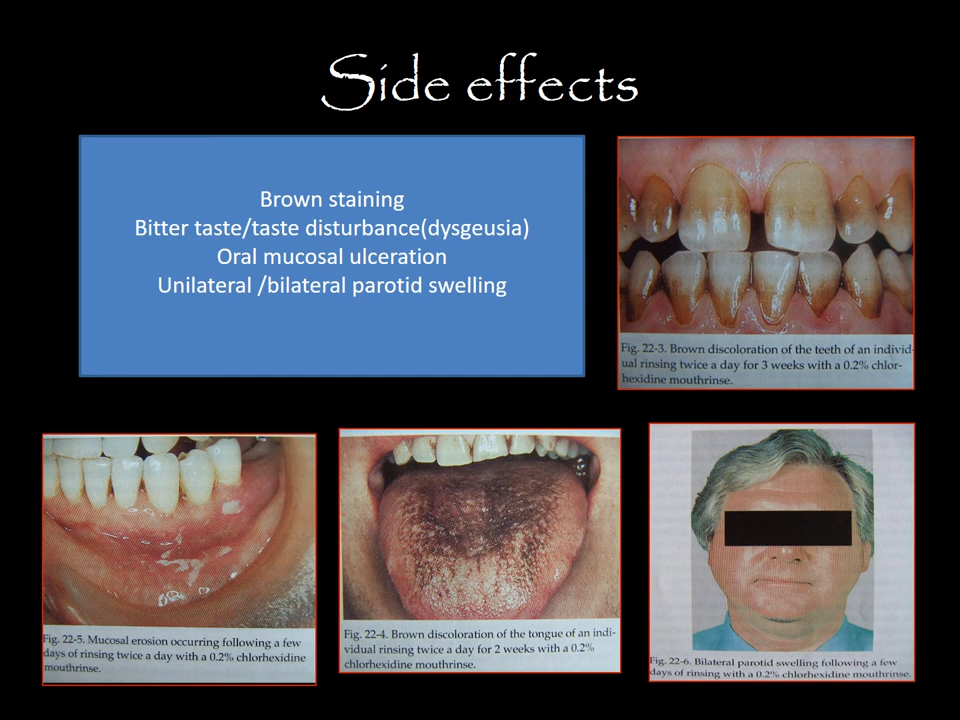 Side effects
Brown staining
Bitter taste/taste disturbance(dysgeusia)
Oral mucosal ulceration
Unilateral /bilateral parotid swelling
Fig. 22-3. Brown discoloration of the teeth of an individ-
ual rinsing twice a day for 3 weeks with a 0.2% chlor-
hexidine mouthrinse.
Fig. 22-5. Mucosal erosion occurring following a few
days of rinsing twice a day with a 0.2% chlorhexidine
mouthrinse.
Fig. 22-4. Brown discoloration of the tongue of an indi-
vidual rinsing twice a day for 2 weeks with a 0.2%
chlorhexidine mouthrinse.
Fig. 22-6. Bilateral parotid swelling following a few
days of rinsing with a 0.2% chlorhexidine mouthrinse.